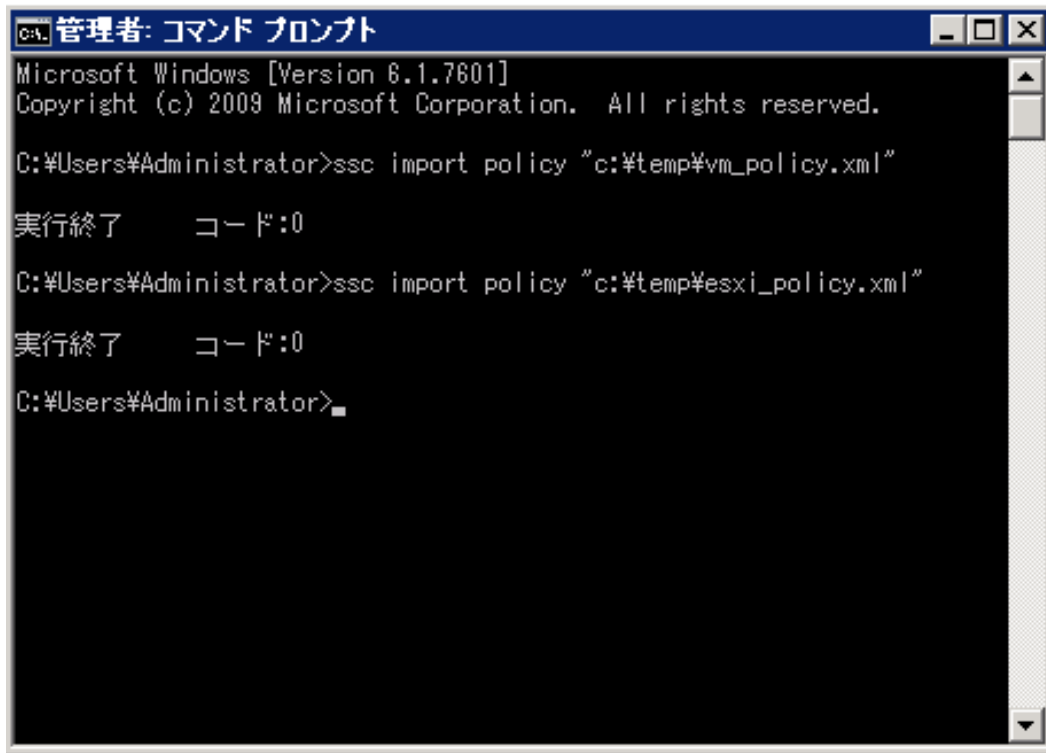 管理者: コマンド プロンプト
Microsoft Windows [Version 6.1.7601]
Copyright (c) 2009 Microsoft Corporation.  All rights reserved.
C:¥Users¥Administrator>ssc import policy "c:¥temp¥vm_policy.xml"
実行終了　　コード:0
C:¥Users¥Administrator>ssc import policy "c:¥temp¥esxi_policy.xml"
実行終了　　コード:0
C:¥Users¥Administrator>